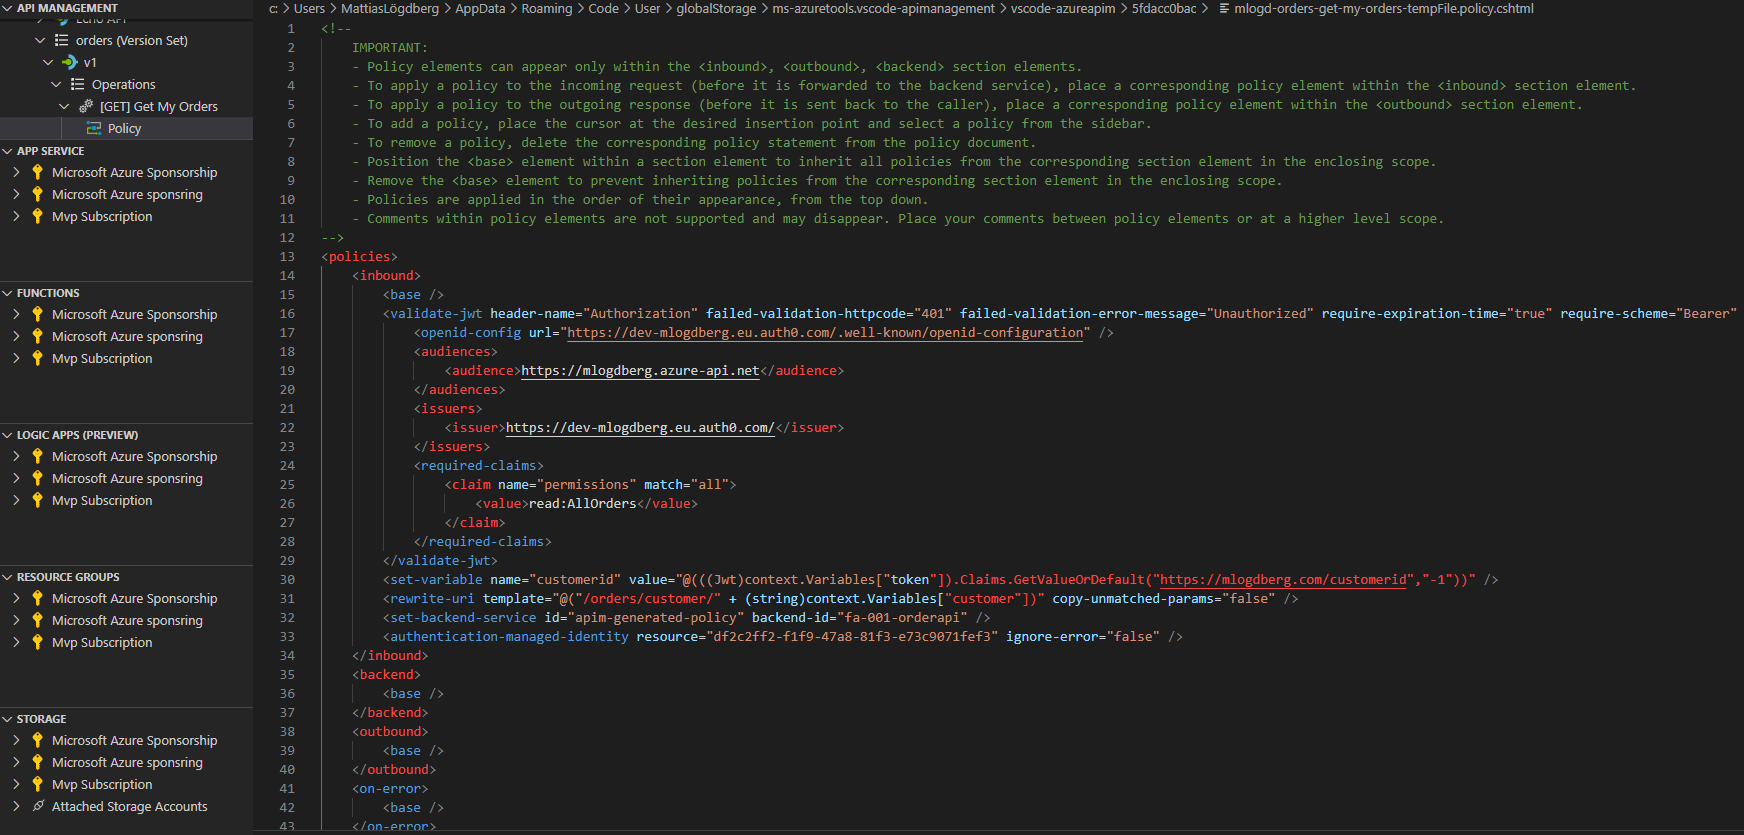 API MANAGEMENT
Echo API
orders (Version Set)
v1
Operations
[GET] Get My Orders
Policy
APP SERVICE
Microsoft Azure Sponsorship
Microsoft Azure sponsring
Mvp Subscription
FUNCTIONS
Microsoft Azure Sponsorship
Microsoft Azure sponsring
Mvp Subscription
LOGIC APPS (PREVIEW)
Microsoft Azure Sponsorship
Microsoft Azure sponsring
Mvp Subscription
RESOURCE GROUPS
Microsoft Azure Sponsorship
Microsoft Azure sponsring
Mvp Subscription
STORAGE
Microsoft Azure Sponsorship
Microsoft Azure sponsring
Mvp Subscription
Attached Storage Accounts
c: > Users > MattiasLögdberg > AppData > Roaming > Code > User > globalStorage > ms-azuretools.vscode-apimanagement > vscode-azureapim > 5fdacc0bac > mlogd-orders-get-my-orders-tempFile.policy.cshtml
1 <!--
2 IMPORTANT:
3 - Policy elements can appear only within the <inbound>, <outbound>, <backend> section elements.
4 - To apply a policy to the incoming request (before it is forwarded to the backend service), place a corresponding policy element within the <inbound> section element.
5 - To apply a policy to the outgoing response (before it is sent back to the caller), place a corresponding policy element within the <outbound> section element.
6 - To add a policy, place the cursor at the desired insertion point and select a policy from the sidebar.
7 - To remove a policy, delete the corresponding policy statement from the policy document.
8 - Position the <base> element within a section element to inherit all policies from the corresponding section element in the enclosing scope.
9 - Remove the <base> element to prevent inheriting policies from the corresponding section element in the enclosing scope.
10 - Policies are applied in the order of their appearance, from the top down.
11 - Comments within policy elements are not supported and may disappear. Place your comments between policy elements or at a higher level scope.
12 -->
13 <policies>
14 <inbound>
15 <base />
16 <validate-jwt header-name="Authorization" failed-validation-httpcode="401" failed-validation-error-message="Unauthorized" require-expiration-time="true" require-scheme="Bearer"
17 <openid-config url="https://dev-mlogdberg.eu.auth0.com/.well-known/openid-configuration" />
18 <audiences>
19 <audience>https://mlogdberg.azure-api.net</audience>
20 </audiences>
21 <issuers>
22 <issuer>https://dev-mlogdberg.eu.auth0.com/</issuer>
23 </issuers>
24 <required-claims>
25 <claim name="permissions" match="all">
26 <value>read:AllOrders</value>
27 </claim>
28 </required-claims>
29 </validate-jwt>
30 <set-variable name="customerid" value="@(((Jwt)context.Variables["token"]).Claims.GetValueOrDefault("https://mlogdberg.com/customerid","-1"))" />
31 <rewrite-uri template="@("/orders/customer/" + (string)context.Variables["customer"])" copy-unmatched-params="false" />
32 <set-backend-service id="apim-generated-policy" backend-id="fa-001-orderapi" />
33 <authentication-managed-identity resource="df2c2ff2-f1f9-47a8-81f3-e73c9071fef3" ignore-error="false" />
34 </inbound>
35 <backend>
36 <base />
37 </backend>
38 <outbound>
39 <base />
40 </outbound>
41 <on-error>
42 <base />
43 </on-error>